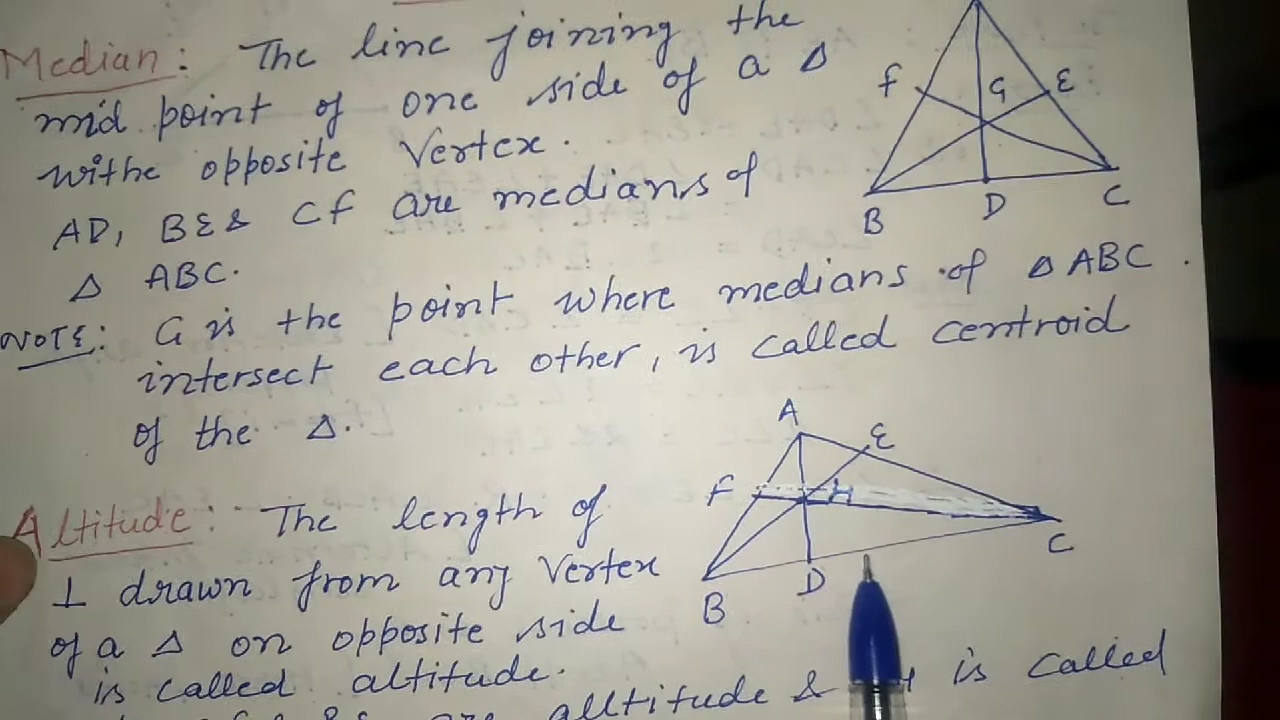 Median: The line joining the
mid point of one side of a Δ
withe opposite Vertex.
AD, BE & CF are medians of
Δ ABC.
NOTE: G is the point where medians of Δ ABC
intersect each other, is called centroid
of the Δ.
F G E
B D C
Altitude: The length of
⊥ drawn from any Vertex
of a Δ on opposite side
is called altitude.
alltitude & H is called
A E
F H
C
B D